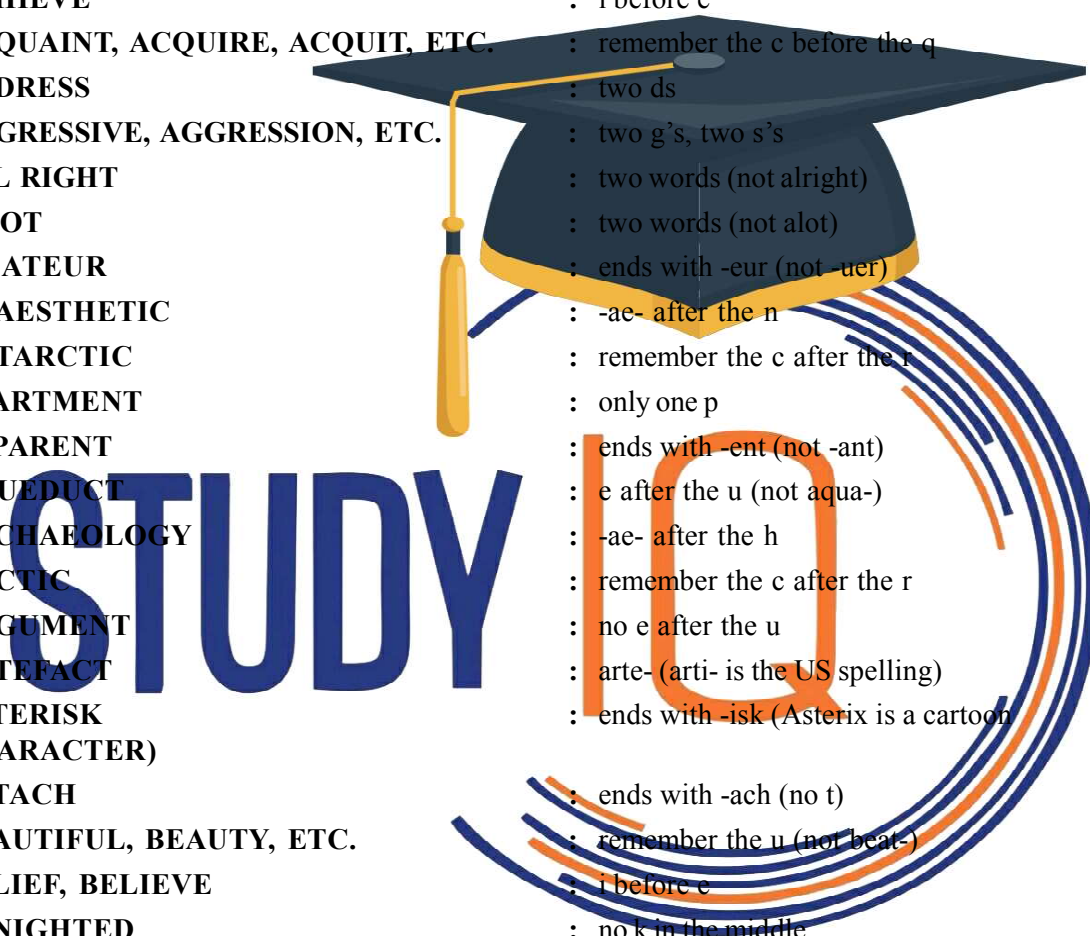 HIEVE : i before e
QUAINT, ACQUIRE, ACQUIT, ETC. : remember the c before the q
DRESS : two ds
GRESSIVE, AGGRESSION, ETC. : two g's, two s's
L RIGHT : two words (not alright)
OT : two words (not alot)
ATEUR : ends with -eur (not -uer)
AESTHETIC : -ae- after the n
TARCTIC : remember the c after the r
ARTMENT : only one p
PARENT : ends with -ent (not -ant)
UEDUCT : e after the u (not aqua-)
CHAEOLOGY : -ae- after the h
CTIC : remember the c after the r
GUMENT : no e after the u
TEFACT : arte- (arti- is the US spelling)
TERISK : ends with -isk (Asterix is a cartoon
ARACTER)
TACH : ends with -ach (no t)
AUTIFUL, BEAUTY, ETC. : remember the u (not beat-)
LIEF, BELIEVE : i before e
NIGHTED : no k in the middle
STUDY IQ